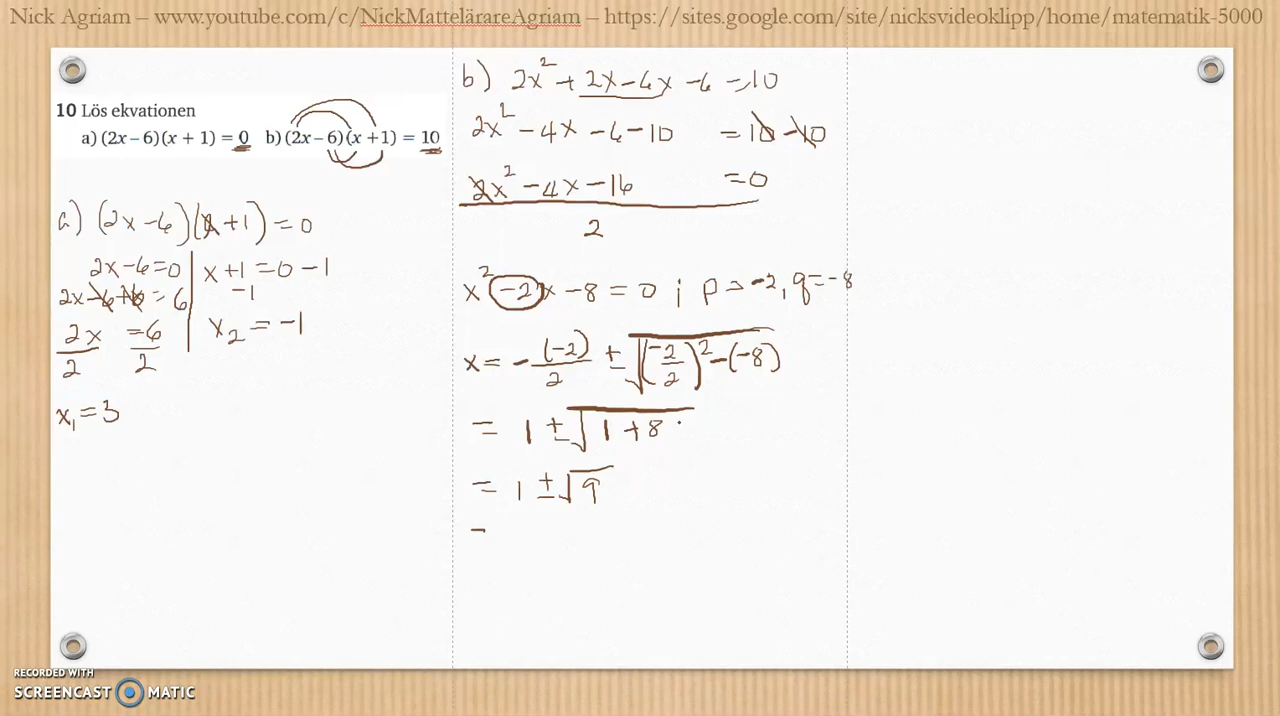 Nick Agriam – www.youtube.com/c/NickMattelärareAgriam – https://sites.google.com/site/nicksvideoklipp/home/matematik-5000
10 Lös ekvationen
a) (2x – 6)(x + 1) = 0 b) (2x – 6)(x + 1) = 10
a) (2x – 6)(x + 1) = 0
2x – 6 = 0
2x – 6 + 6 = 6
2x = 6
2 2
x₁ = 3
x + 1 = 0 – 1
– 1
x₂ = – 1
b) 2x² + 2x – 6x – 6 = 10
2x² – 4x – 6 – 10 = 10 – 10
2x² – 4x – 16 = 0
2
x² – 2x – 8 = 0 ; p = – 2, q = – 8
x = – (–2)/2 ± √((–2/2)² – (–8))
= 1 ± √(1 + 8)
= 1 ± √9
–
RECORDED WITH
SCREENCAST MATIC